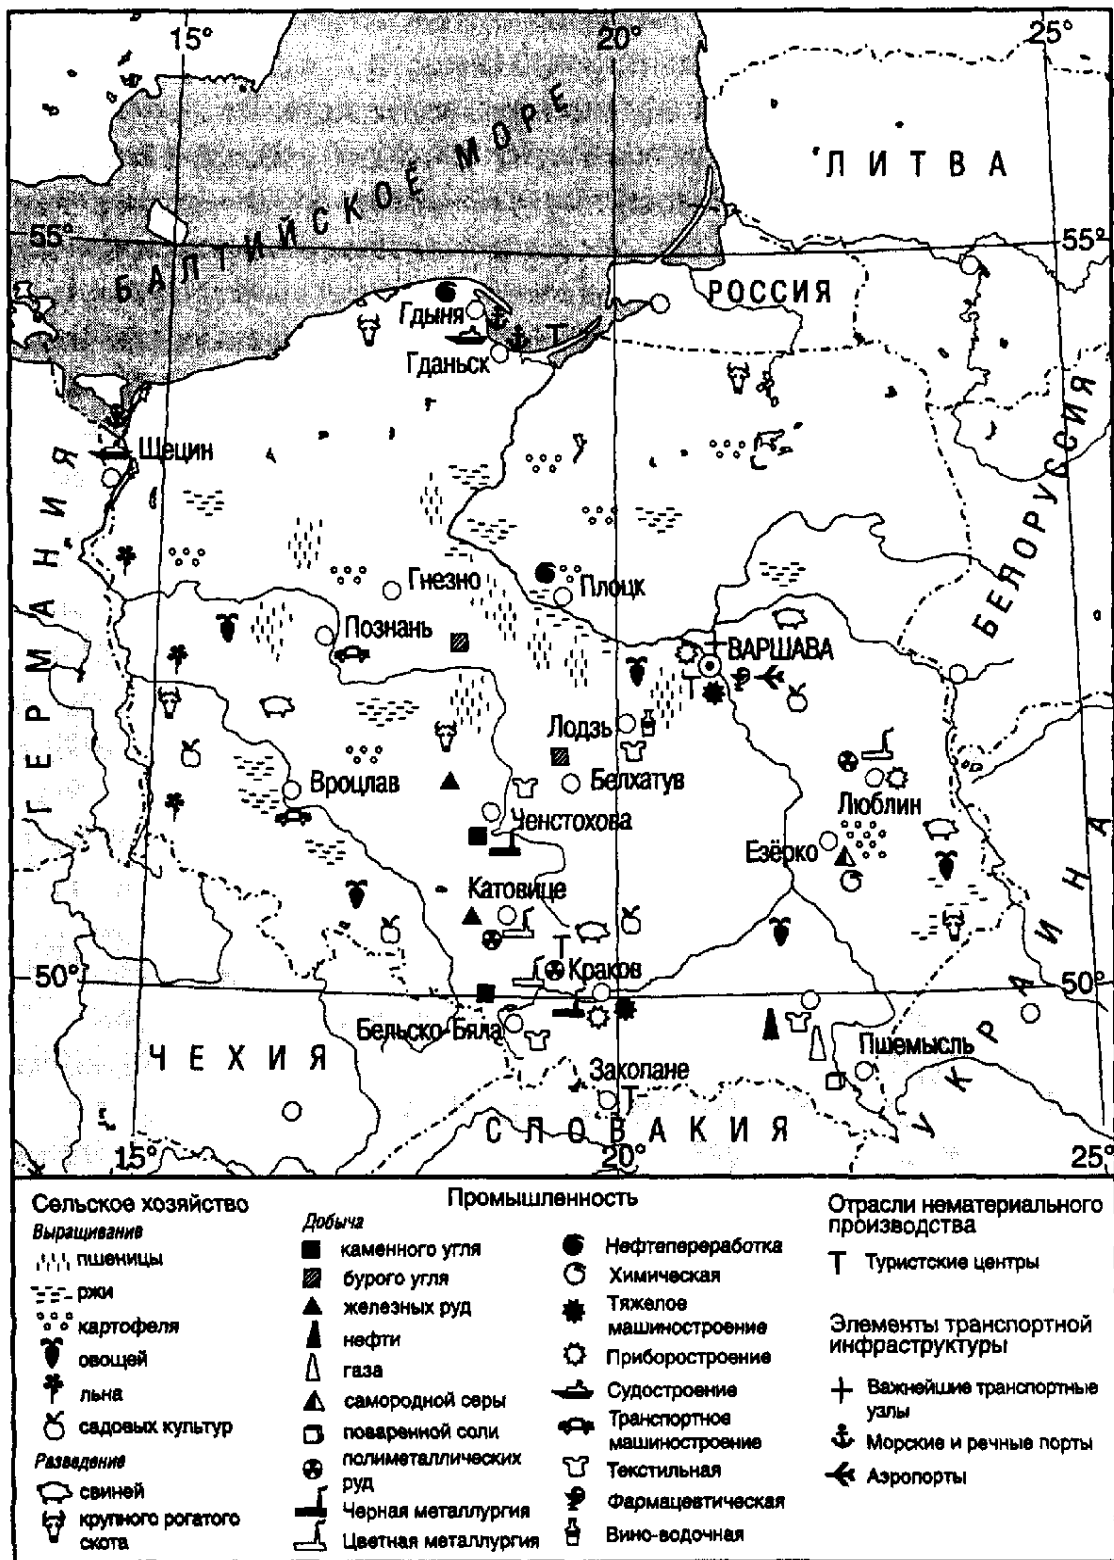 15°
20°
25°
БАЛТИЙСКОЕ МОРЕ
ЛИТВА
55°
55°
РОССИЯ
Гдыня
Гданьск
Щецин
ГЕРМАНИЯ
БЕЛОРУССИЯ
Гнезно
Плоцк
Познань
ВАРШАВА
Лодзь
Белхатув
Вроцлав
Люблин
Ченстохова
Езёрко
Катовице
Краков
50°
50°
УКРАИНА
Бельско-Бяла
ЧЕХИЯ
Закопане
Пшемысль
СЛОВАКИЯ
15°
20°
25°
Сельское хозяйство
Выращивание
пшеницы
ржи
картофеля
овощей
льна
садовых культур
Разведение
свиней
крупного рогатого
скота
Промышленность
Добыча
каменного угля
бурого угля
железных руд
нефти
газа
самородной серы
поваренной соли
полиметаллических
руд
Черная металлургия
Цветная металлургия
Нефтепереработка
Химическая
Тяжелое
машиностроение
Приборостроение
Судостроение
Транспортное
машиностроение
Текстильная
Фармацевтическая
Вино-водочная
Отрасли нематериального
производства
Туристские центры
Элементы транспортной
инфраструктуры
Важнейшие транспортные
узлы
Морские и речные порты
Аэропорты